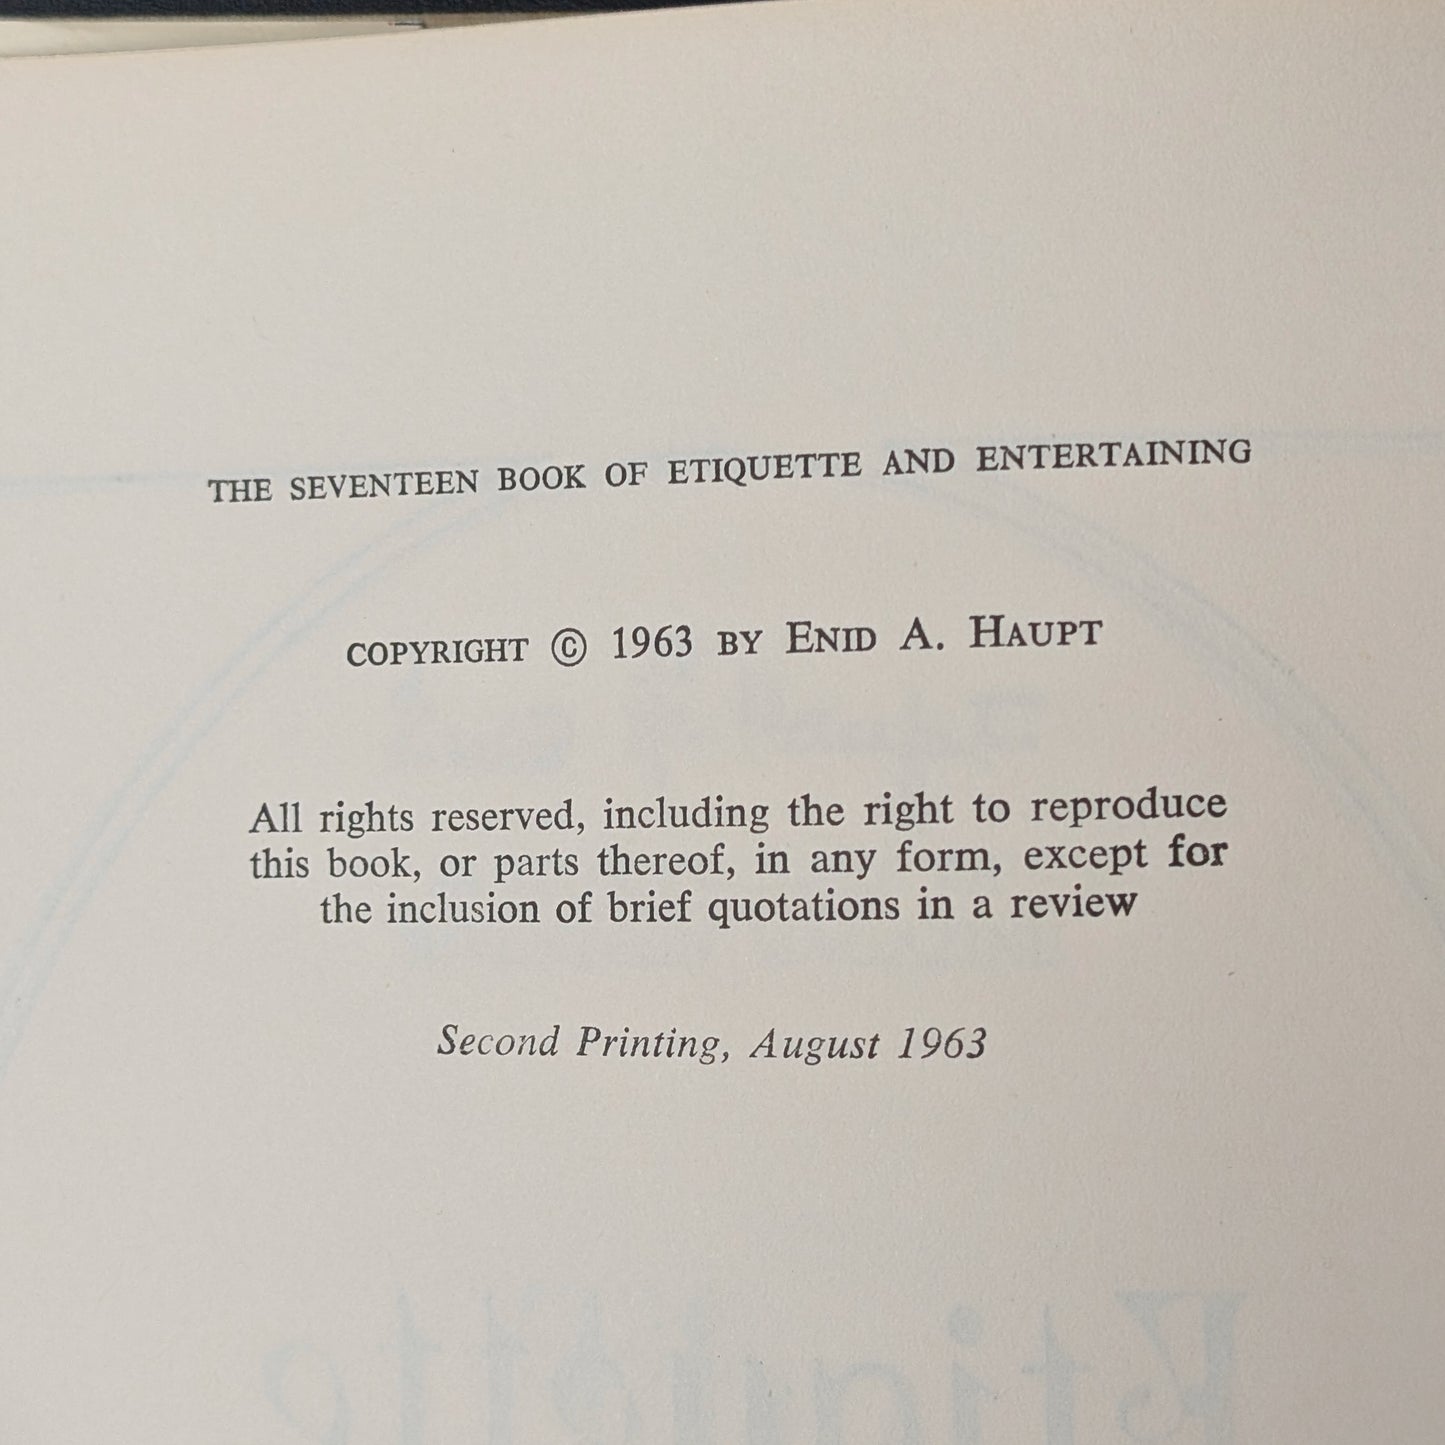 THE SEVENTEEN BOOK OF ETIQUETTE AND ENTERTAINING
COPYRIGHT © 1963 BY ENID A. HAUPT
All rights reserved, including the right to reproduce
this book, or parts thereof, in any form, except for
the inclusion of brief quotations in a review
Second Printing, August 1963